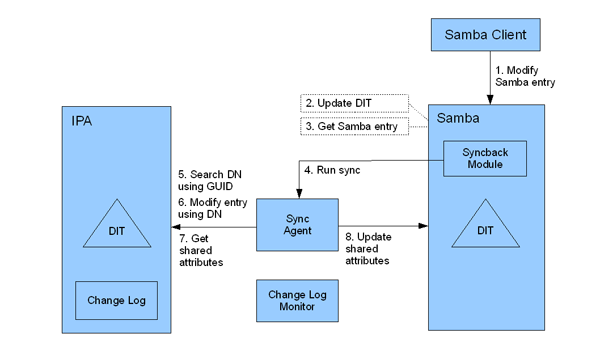 Samba Client
1. Modify
Samba entry
2. Update DIT
3. Get Samba entry
IPA
Samba
Syncback
Module
4. Run sync
5. Search DN
using GUID
6. Modify entry
using DN
7. Get
shared
attributes
Sync
Agent
8. Update
shared
attributes
DIT
DIT
Change Log
Change Log
Monitor